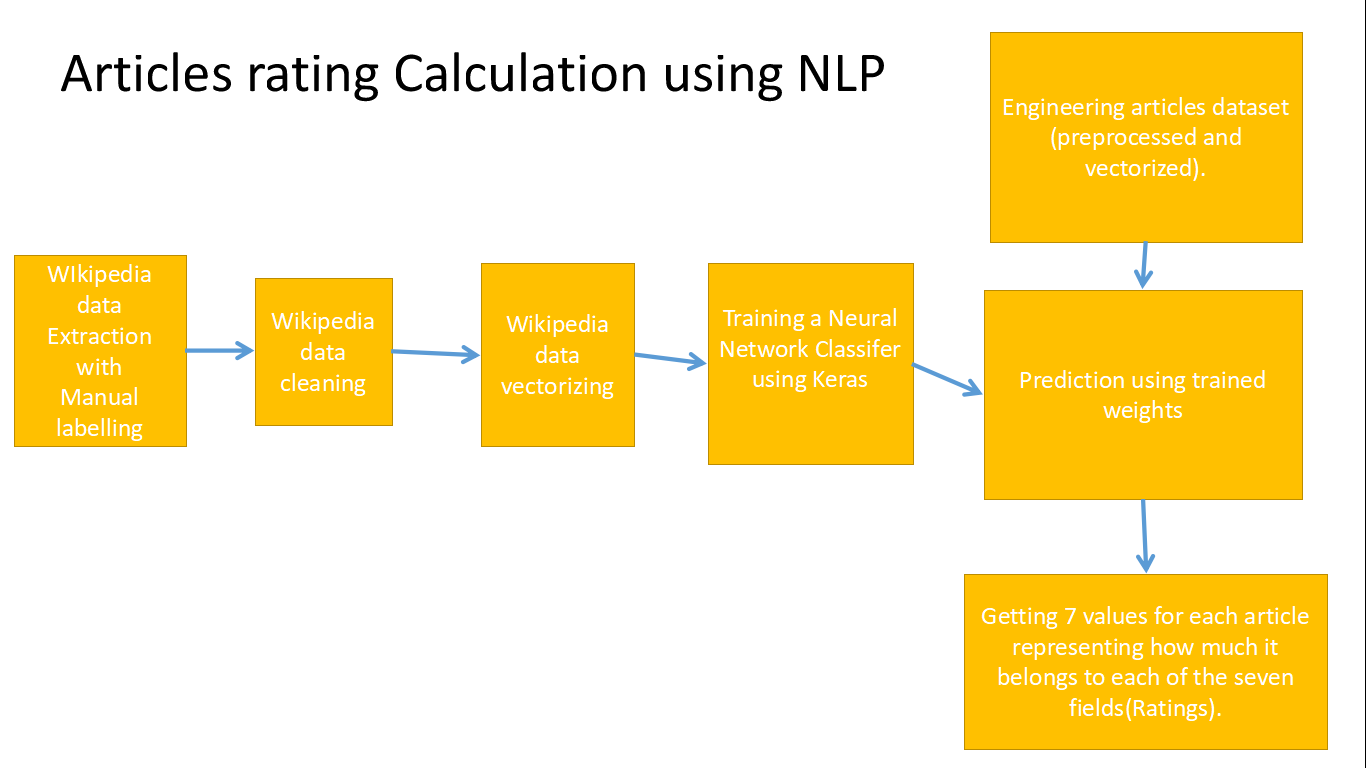 Articles rating Calculation using NLP
Engineering articles dataset
(preprocessed and
vectorized).
WIkipedia
data
Extraction
with
Manual
labelling
Wikipedia
data
cleaning
Wikipedia
data
vectorizing
Training a Neural
Network Classifer
using Keras
Prediction using trained
weights
Getting 7 values for each article
representing how much it
belongs to each of the seven
fields(Ratings).